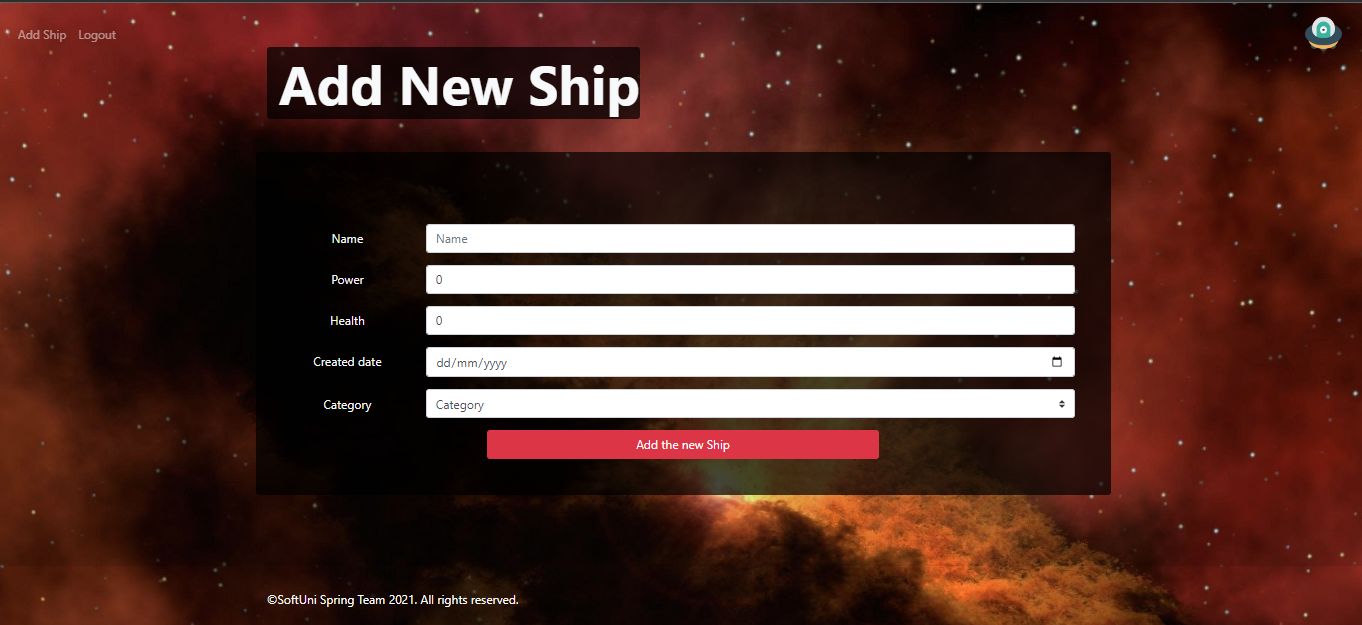 Add Ship Logout
Add New Ship
Name Name
Power 0
Health 0
Created date dd/mm/yyyy
Category Category
Add the new Ship
©SoftUni Spring Team 2021. All rights reserved.